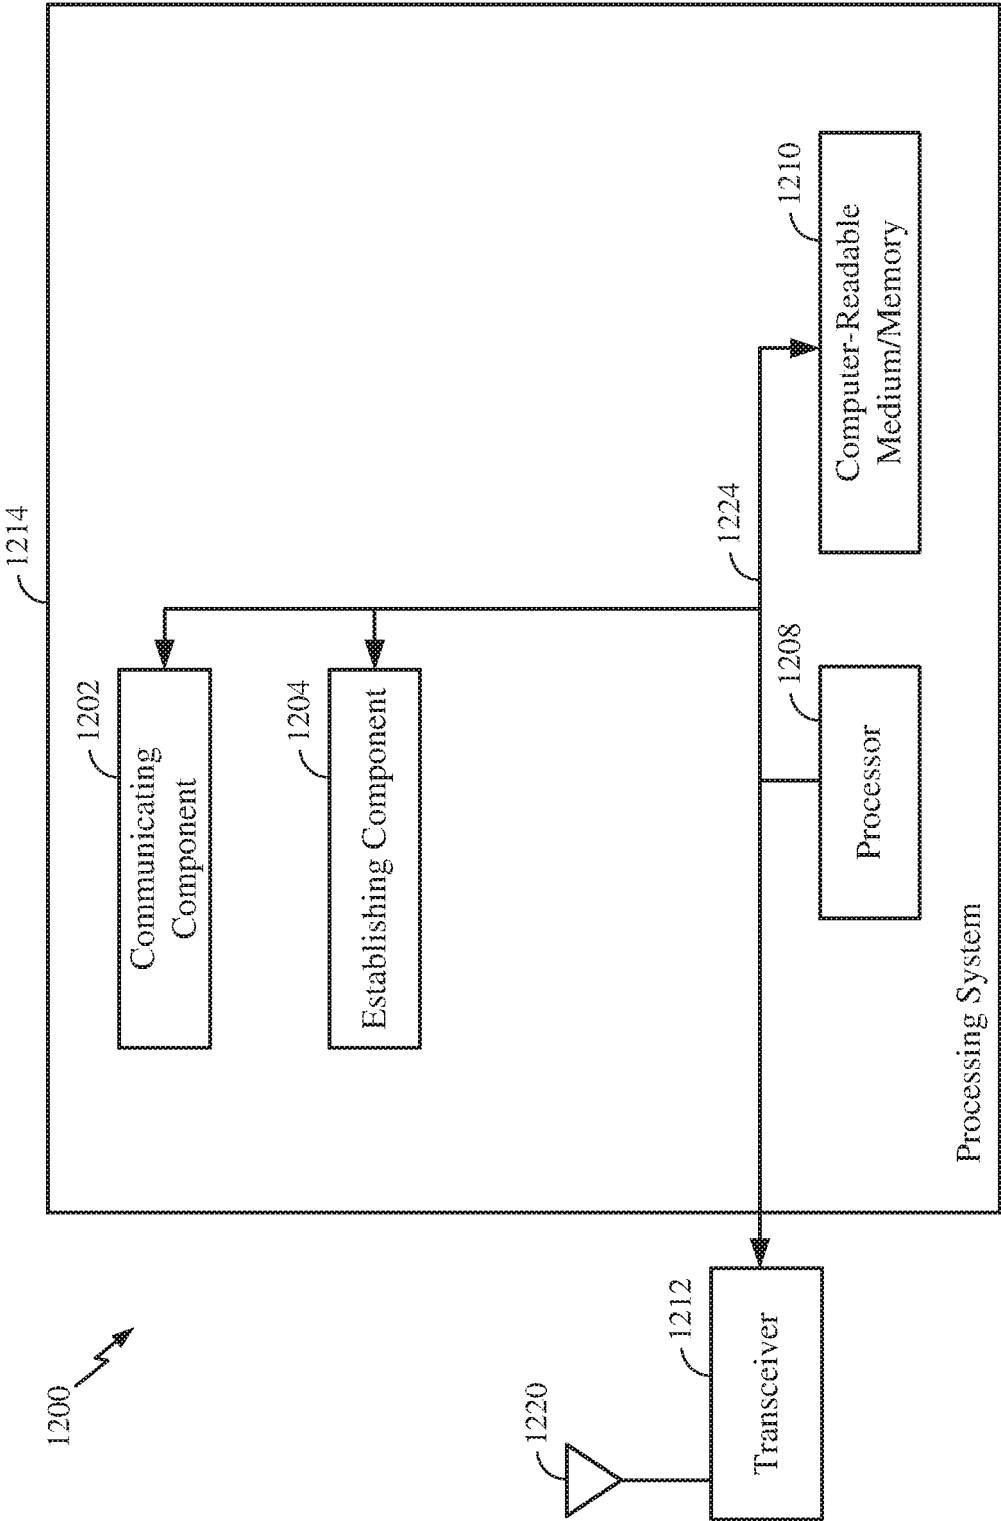 1200
1214
1202
Communicating
Component
1204
Establishing Component
1220
1212
Transceiver
1224
1208
Processor
1210
Computer-Readable
Medium/Memory
Processing System